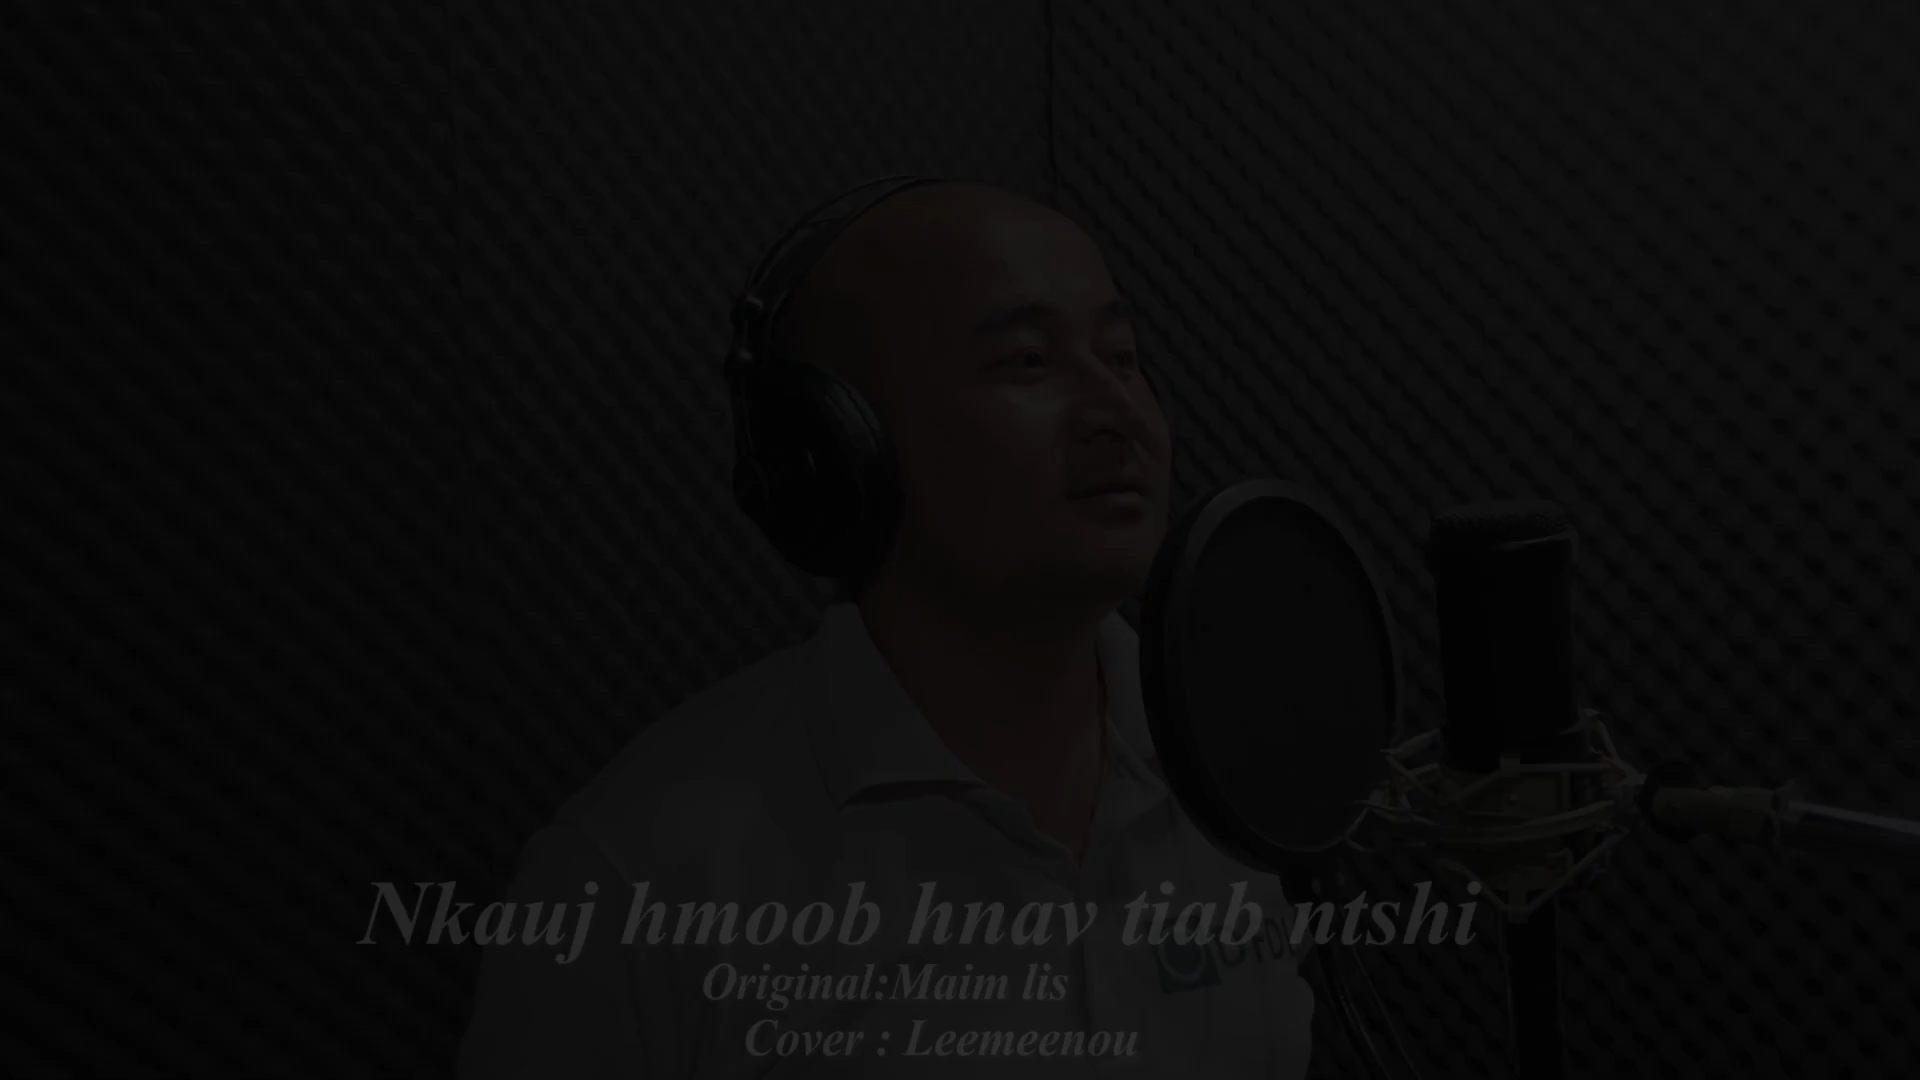 Nkauj hmoob hnav tiab ntshi
Original:Maim lis
Cover : Leemeenou